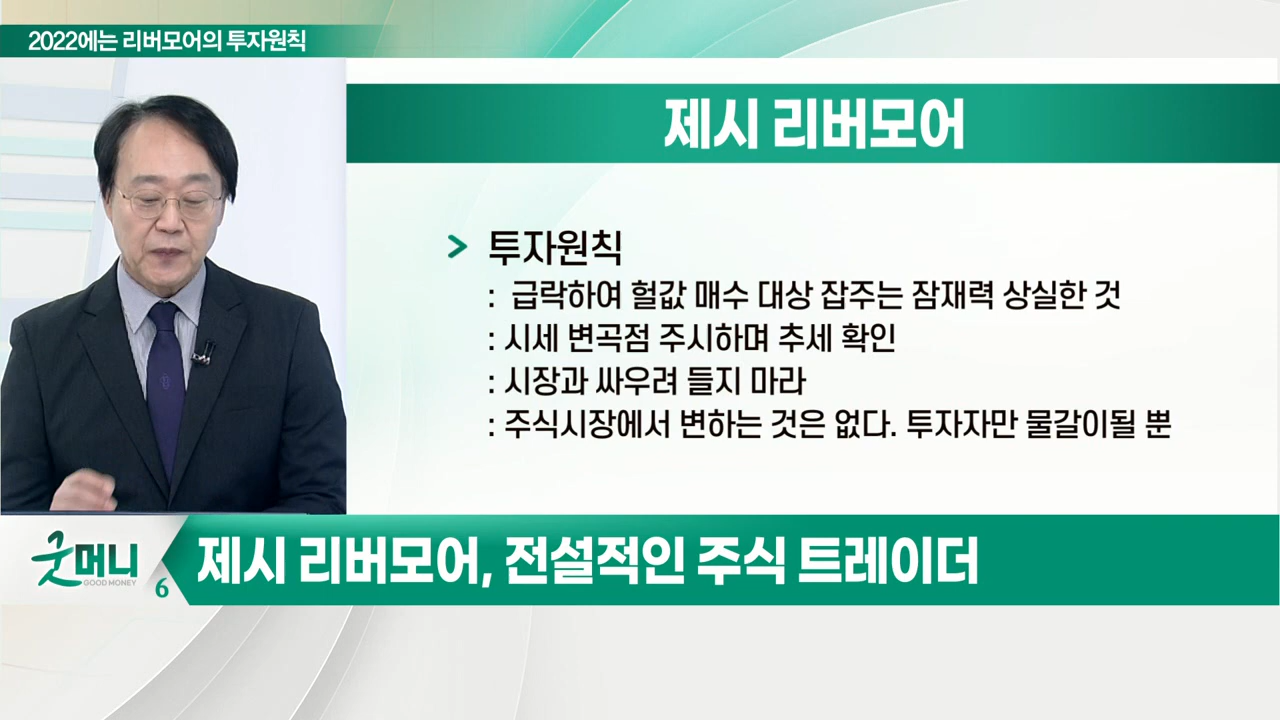 2022에는 리버모어의 투자원칙
제시 리버모어
투자원칙
: 급락하여 헐값 매수 대상 잡주는 잠재력 상실한 것
: 시세 변곡점 주시하며 추세 확인
: 시장과 싸우려 들지 마라
: 주식시장에서 변하는 것은 없다. 투자자만 물갈이될 뿐
굿머니
GOOD MONEY
6
제시 리버모어, 전설적인 주식 트레이더